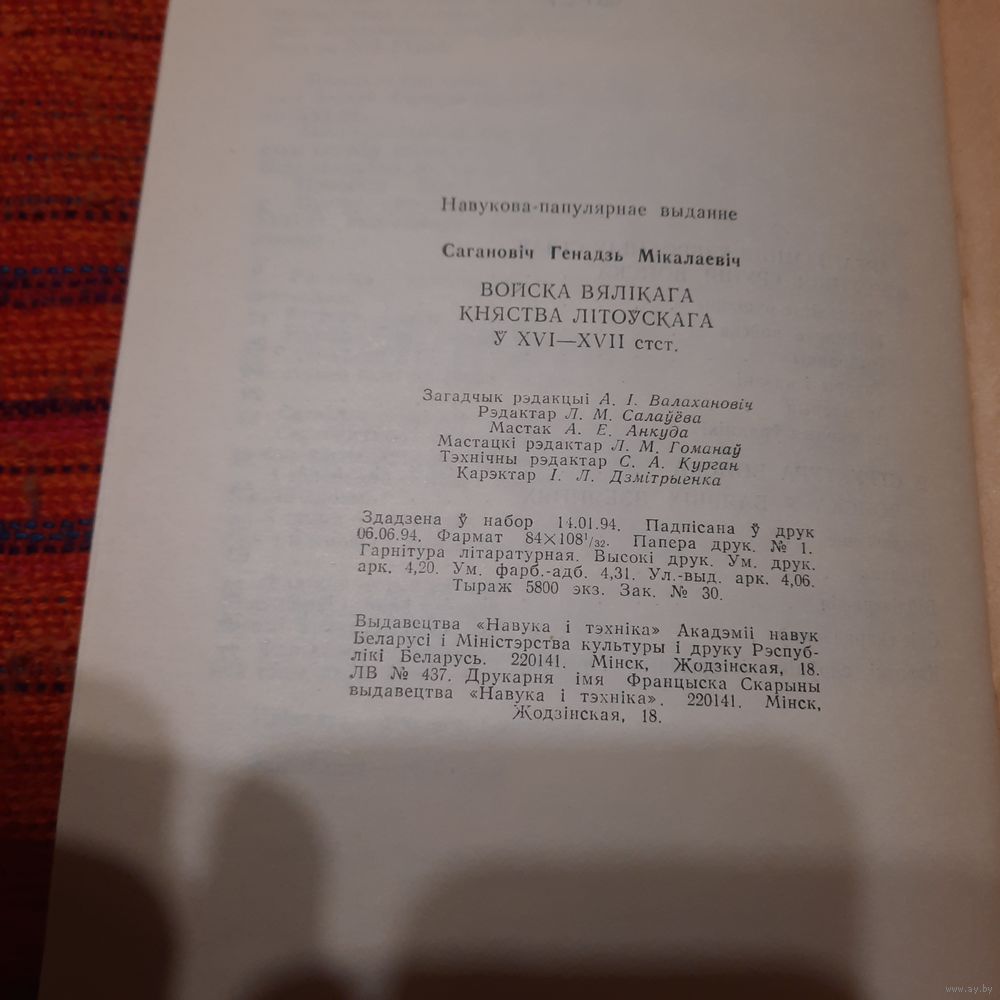 Навукова-папулярнае выданне
Сагановіч Генадзь Мікалаевіч
ВОЙСКА ВЯЛІКАГА
КНЯСТВА ЛІТОЎСКАГА
Ў XVI—XVII стст.
Загадчык рэдакцыі А. І. Валахановіч
Рэдактар Л. М. Салаўёва
Мастак А. Е. Анкуда
Мастацкі рэдактар Л. М. Гоманаў
Тэхнічны рэдактар С. А. Курган
Карэктар І. Л. Дзмітрыенка
Здадзена ў набор 14.01.94. Падпісана ў друк
06.06.94. Фармат 84×108¹/₃₂. Папера друк. № 1.
Гарнітура літаратурная. Высокі друк. Ум. друк.
арк. 4,20. Ум. фарб.-адб. 4,31. Ул.-выд. арк. 4,06.
Тыраж 5800 экз. Зак. № 30.
Выдавецтва «Навука і тэхніка» Акадэміі навук
Беларусі і Міністэрства культуры і друку Рэспуб-
лікі Беларусь. 220141. Мінск, Жодзінская, 18.
ЛВ № 437. Друкарня імя Францыска Скарыны
выдавецтва «Навука і тэхніка». 220141. Мінск,
Жодзінская, 18.
www.ay.by